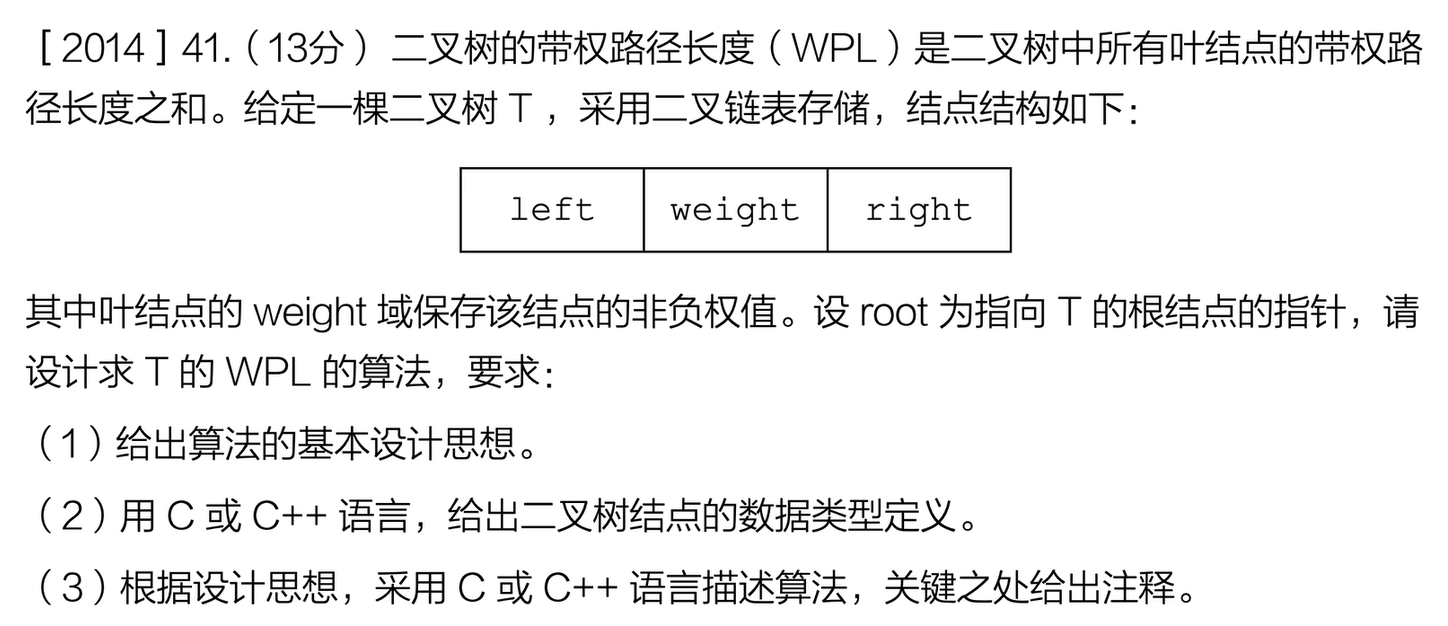 ［2014］41.（13分）二叉树的带权路径长度（WPL）是二叉树中所有叶结点的带权路
径长度之和。给定一棵二叉树 T ，采用二叉链表存储，结点结构如下：
left weight right
其中叶结点的 weight 域保存该结点的非负权值。设 root 为指向 T 的根结点的指针，请
设计求 T 的 WPL 的算法，要求：
（1）给出算法的基本设计思想。
（2）用 C 或 C++ 语言，给出二叉树结点的数据类型定义。
（3）根据设计思想，采用 C 或 C++ 语言描述算法，关键之处给出注释。